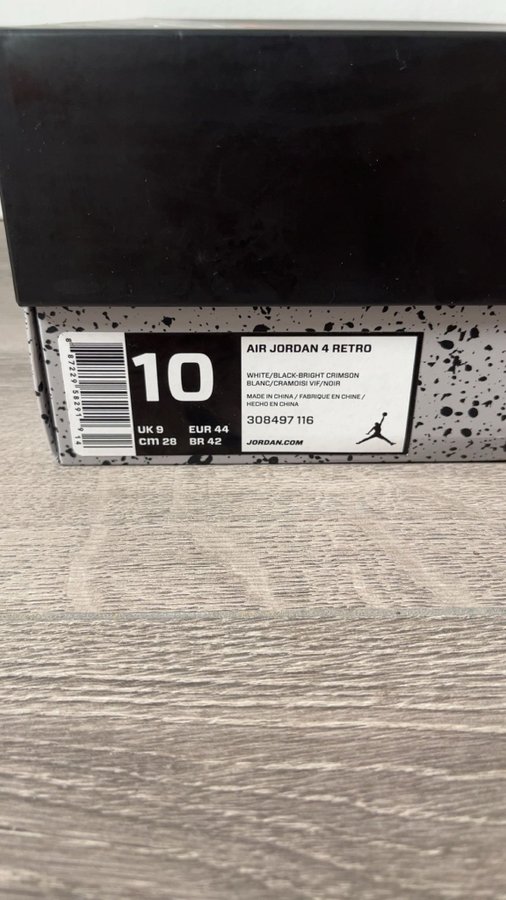 10
UK 9 EUR 44
CM 28 BR 42
AIR JORDAN 4 RETRO
WHITE/BLACK-BRIGHT CRIMSON
BLANC/CRAMOISI VIF/NOIR
MADE IN CHINA / FABRIQUE EN CHINE /
HECHO EN CHINA
308497 116
JORDAN.COM